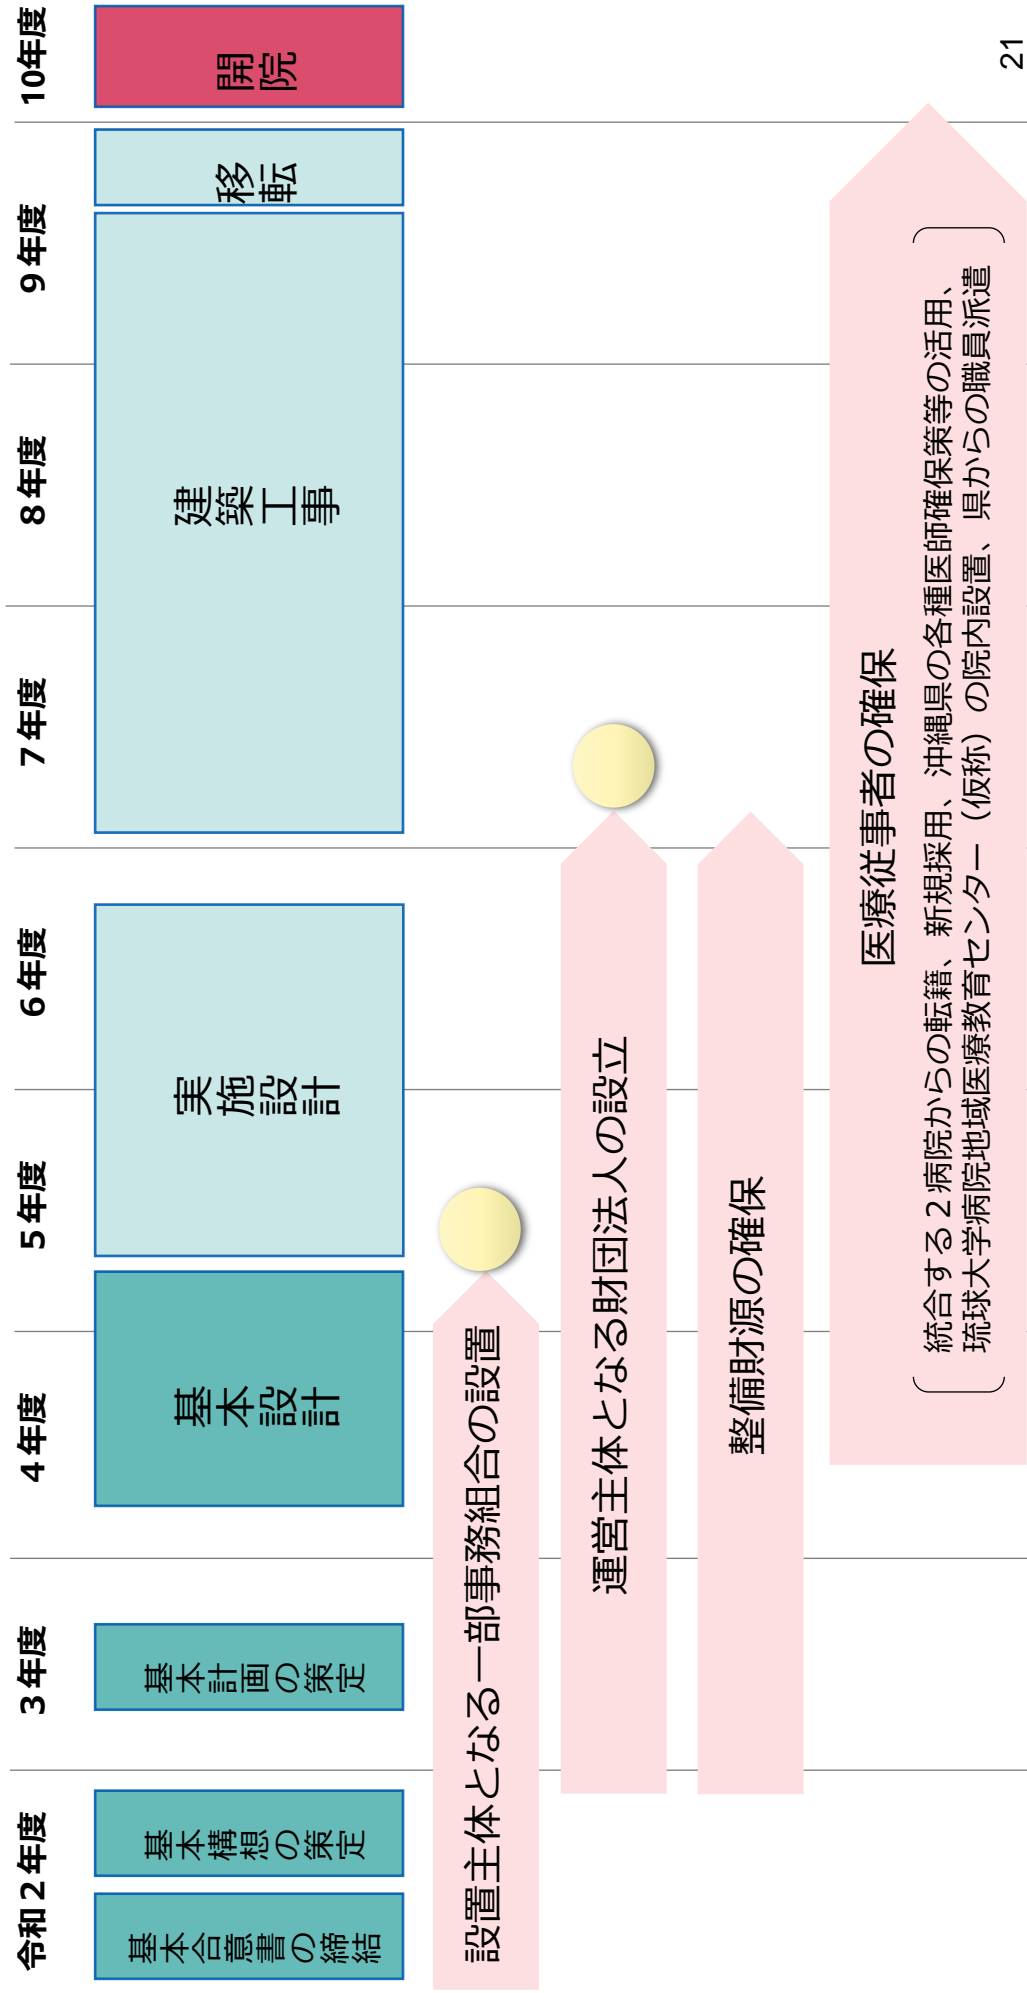 令和２年度
３年度
４年度
５年度
６年度
７年度
８年度
９年度
10年度
基本合意書の締結
基本構想の策定
基本計画の策定
基本設計
実施設計
建築工事
移転
開院
設置主体となる一部事務組合の設置
運営主体となる財団法人の設立
整備財源の確保
医療従事者の確保
統合する２病院からの転籍、新規採用、沖縄県の各種医師確保策等の活用、
琉球大学病院地域医療教育センター（仮称）の院内設置、県からの職員派遣
21